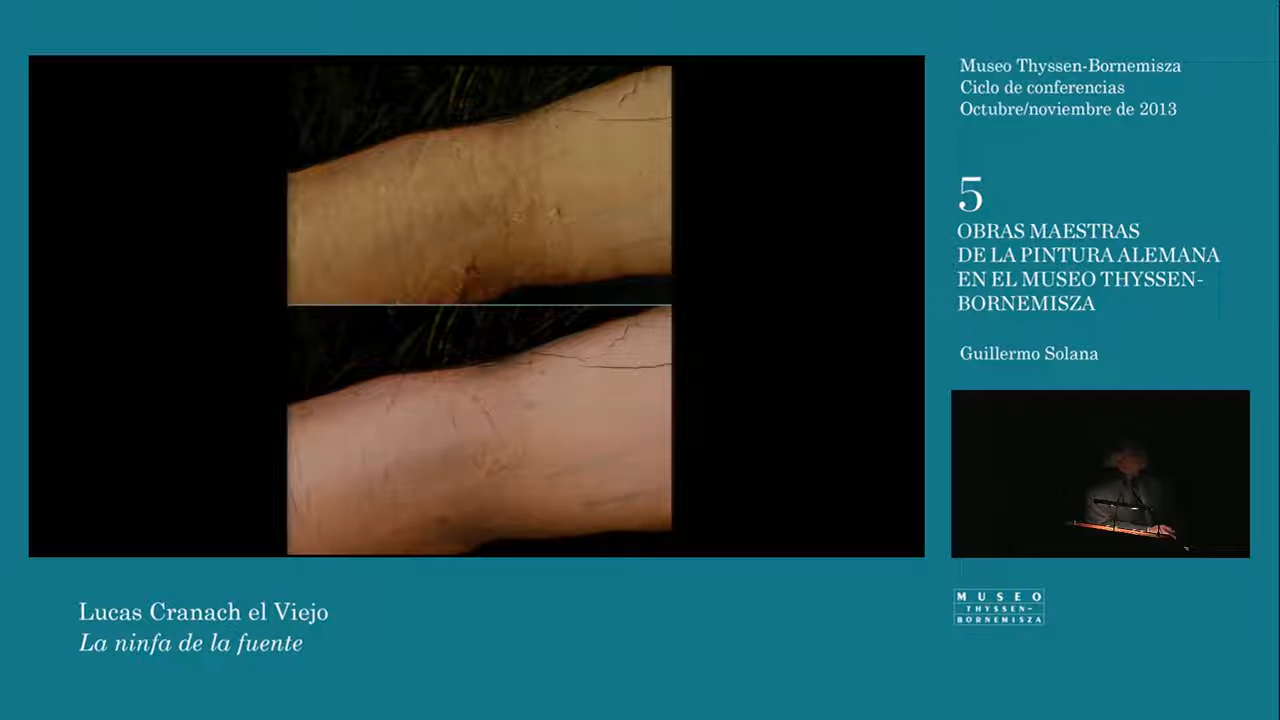 Museo Thyssen-Bornemisza
Ciclo de conferencias
Octubre/noviembre de 2013
5
OBRAS MAESTRAS
DE LA PINTURA ALEMANA
EN EL MUSEO THYSSEN-
BORNEMISZA
Guillermo Solana
MUSEO
THYSSEN-
BORNEMISZA
Lucas Cranach el Viejo
La ninfa de la fuente